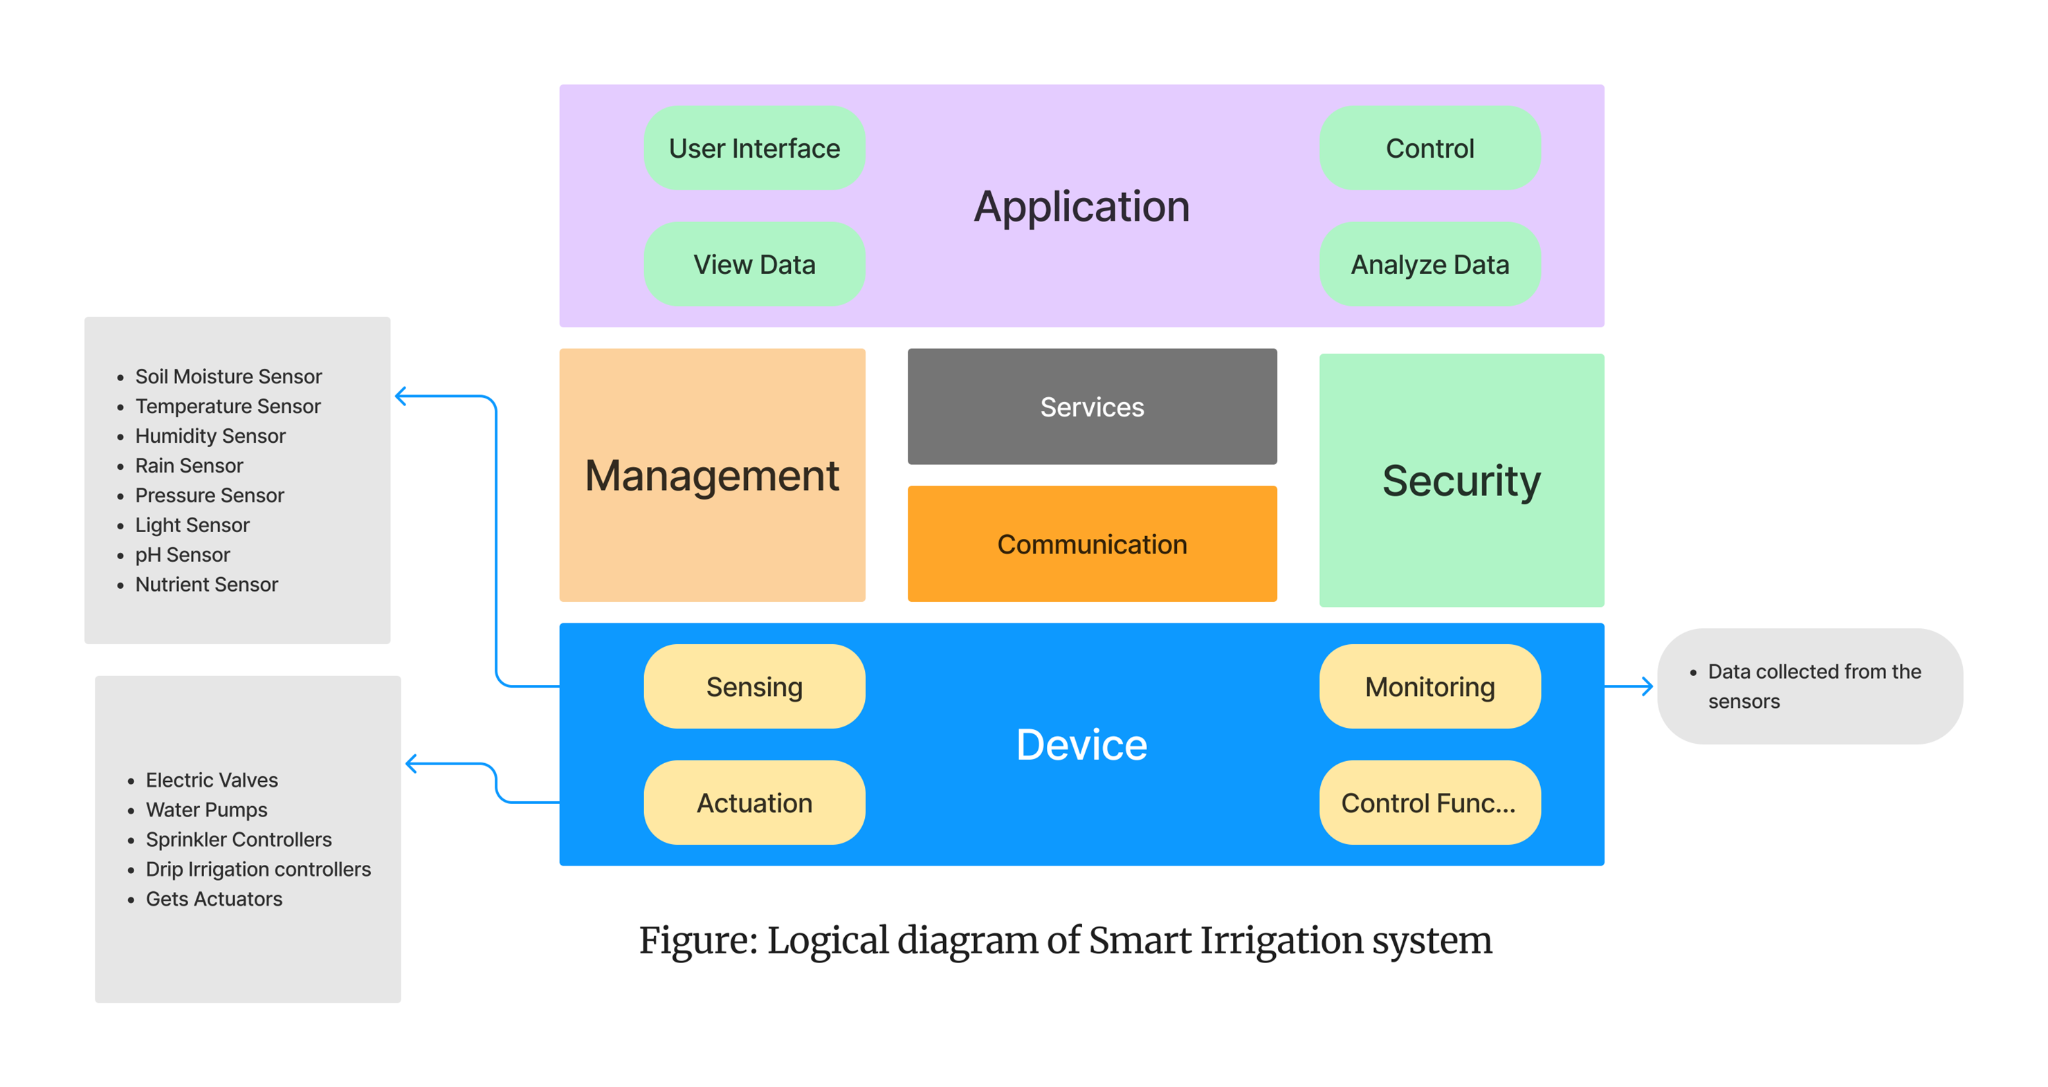 User Interface
Control
Application
View Data
Analyze Data
• Soil Moisture Sensor
• Temperature Sensor
• Humidity Sensor
• Rain Sensor
• Pressure Sensor
• Light Sensor
• pH Sensor
• Nutrient Sensor
Management
Services
Communication
Security
Sensing
Monitoring
Device
Actuation
Control Func...
• Data collected from the
sensors
• Electric Valves
• Water Pumps
• Sprinkler Controllers
• Drip Irrigation controllers
• Gets Actuators
Figure: Logical diagram of Smart Irrigation system